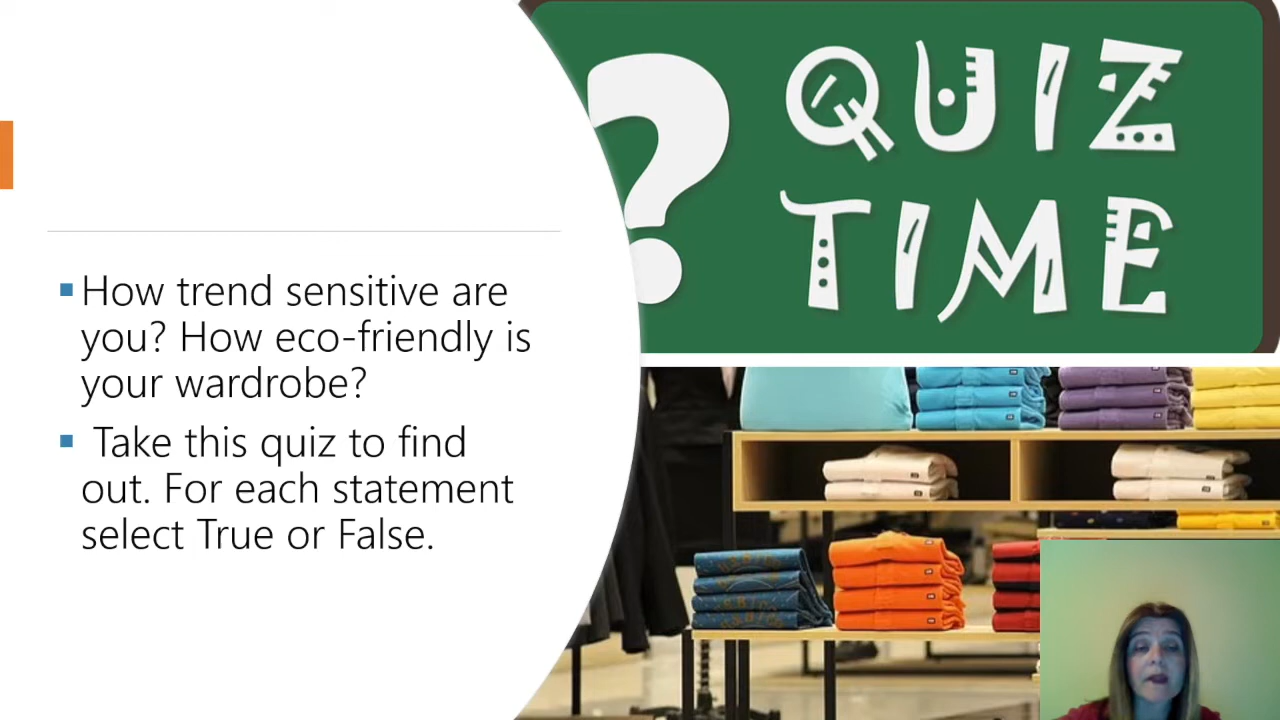 QUIZ
TIME
▪How trend sensitive are
you? How eco-friendly is
your wardrobe?
▪ Take this quiz to find
out. For each statement
select True or False.